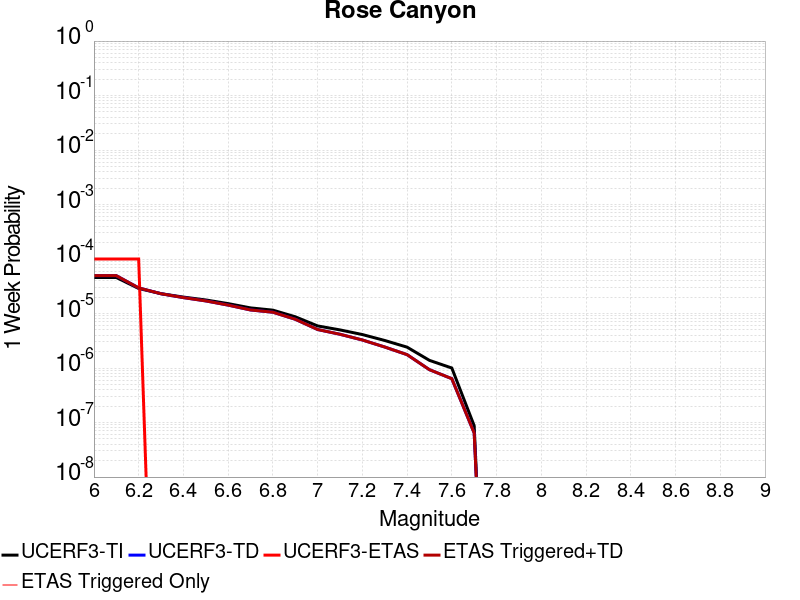 Rose Canyon
10^0
10^-1
10^-2
10^-3
10^-4
10^-5
10^-6
10^-7
10^-8
1 Week Probability
6 6.2 6.4 6.6 6.8 7 7.2 7.4 7.6 7.8 8 8.2 8.4 8.6 8.8 9
Magnitude
UCERF3-TI UCERF3-TD UCERF3-ETAS ETAS Triggered+TD
ETAS Triggered Only